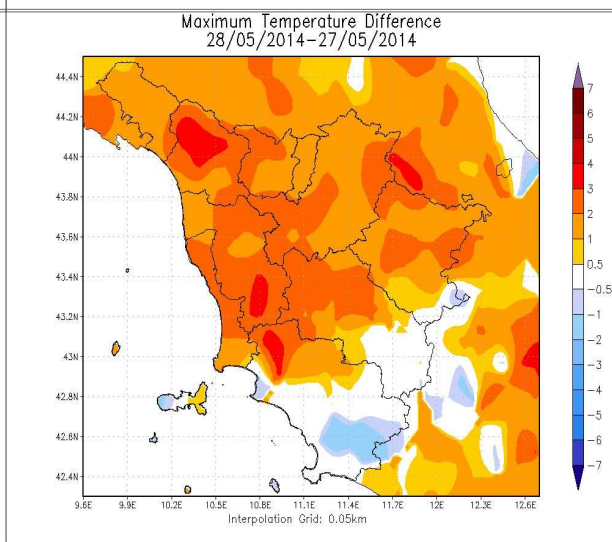 Maximum Temperature Difference
28/05/2014–27/05/2014
44.4N
44.2N
44N
43.8N
43.6N
43.4N
43.2N
43N
42.8N
42.6N
42.4N
9.6E 9.9E 10.2E 10.5E 10.8E 11.1E 11.4E 11.7E 12E 12.3E 12.6E
Interpolation Grid: 0.05km
7
6
5
4
3
2
1
0.5
−0.5
−1
−2
−3
−4
−5
−6
−7